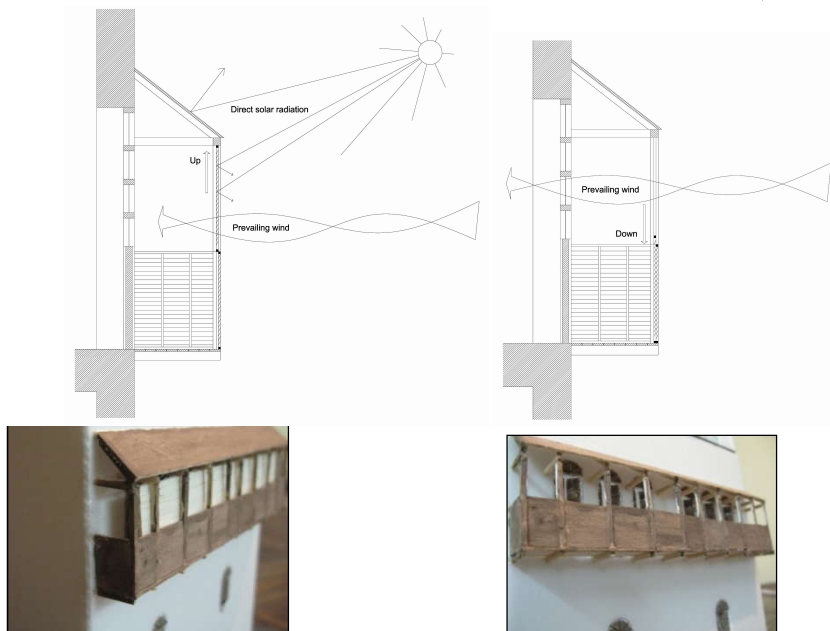 Direct solar radiation
Up
Prevailing wind
Prevailing wind
Down